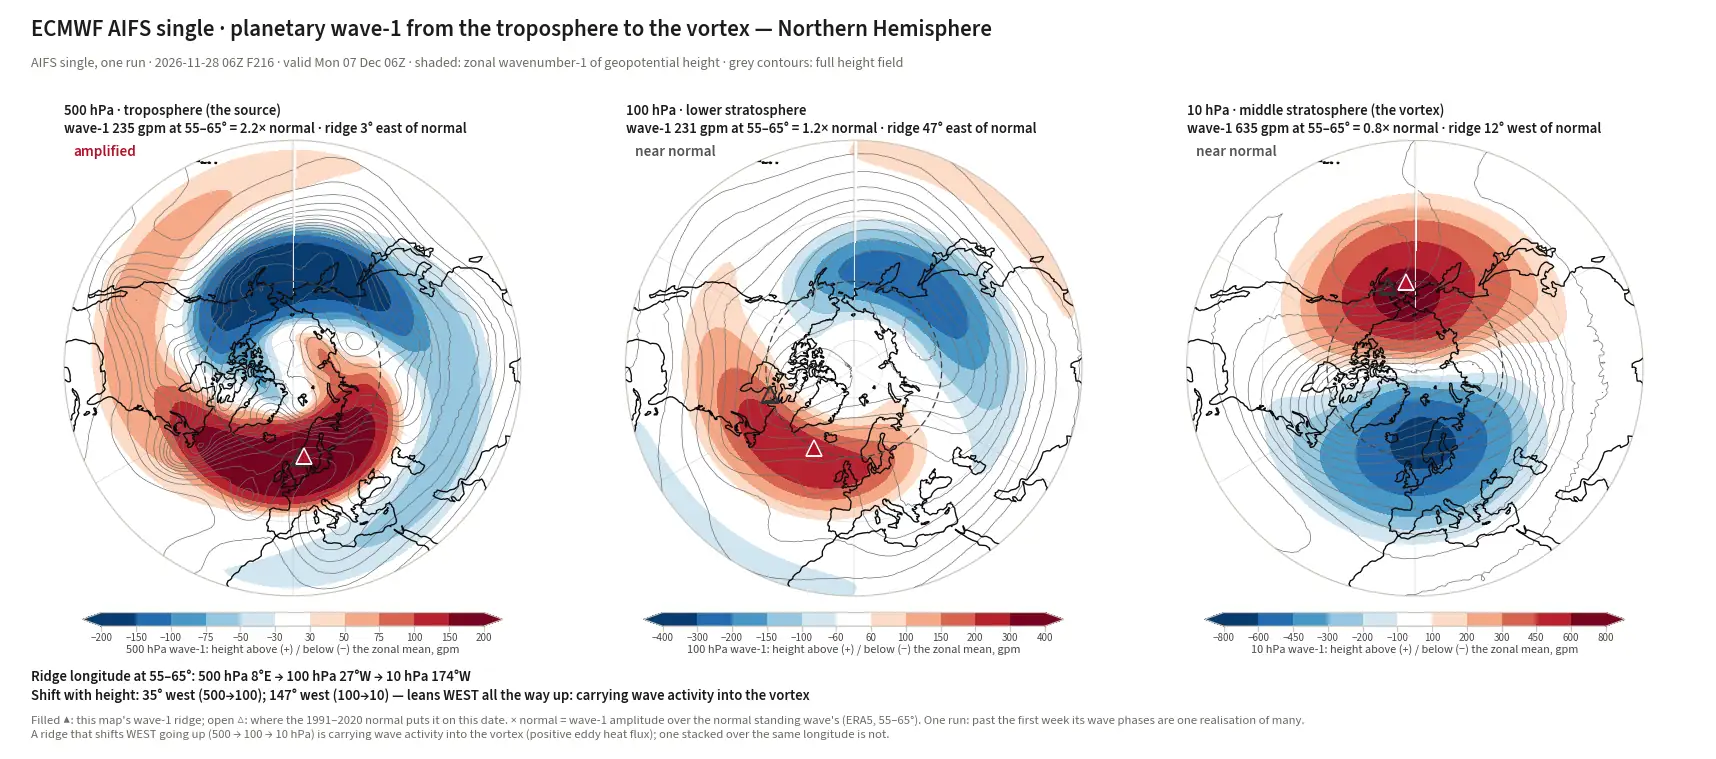 ECMWF AIFS single · planetary wave-1 from the troposphere to the vortex — Northern Hemisphere
AIFS single, one run · 2026-11-28 06Z F216 · valid Mon 07 Dec 06Z · shaded: zonal wavenumber-1 of geopotential height · grey contours: full height field
500 hPa · troposphere (the source)
wave-1 235 gpm at 55–65° = 2.2× normal · ridge 3° east of normal
amplified
100 hPa · lower stratosphere
wave-1 231 gpm at 55–65° = 1.2× normal · ridge 47° east of normal
near normal
10 hPa · middle stratosphere (the vortex)
wave-1 635 gpm at 55–65° = 0.8× normal · ridge 12° west of normal
near normal
−200 −150 −100 −75 −50 −30 30 50 75 100 150 200
500 hPa wave-1: height above (+) / below (−) the zonal mean, gpm
−400 −300 −200 −150 −100 −60 60 100 150 200 300 400
100 hPa wave-1: height above (+) / below (−) the zonal mean, gpm
−800 −600 −450 −300 −200 −100 100 200 300 450 600 800
10 hPa wave-1: height above (+) / below (−) the zonal mean, gpm
Ridge longitude at 55–65°: 500 hPa 8°E → 100 hPa 27°W → 10 hPa 174°W
Shift with height: 35° west (500→100); 147° west (100→10) — leans WEST all the way up: carrying wave activity into the vortex
Filled ▲: this map's wave-1 ridge; open △: where the 1991–2020 normal puts it on this date. × normal = wave-1 amplitude over the normal standing wave's (ERA5, 55–65°). One run: past the first week its wave phases are one realisation of many.
A ridge that shifts WEST going up (500 → 100 → 10 hPa) is carrying wave activity into the vortex (positive eddy heat flux); one stacked over the same longitude is not.